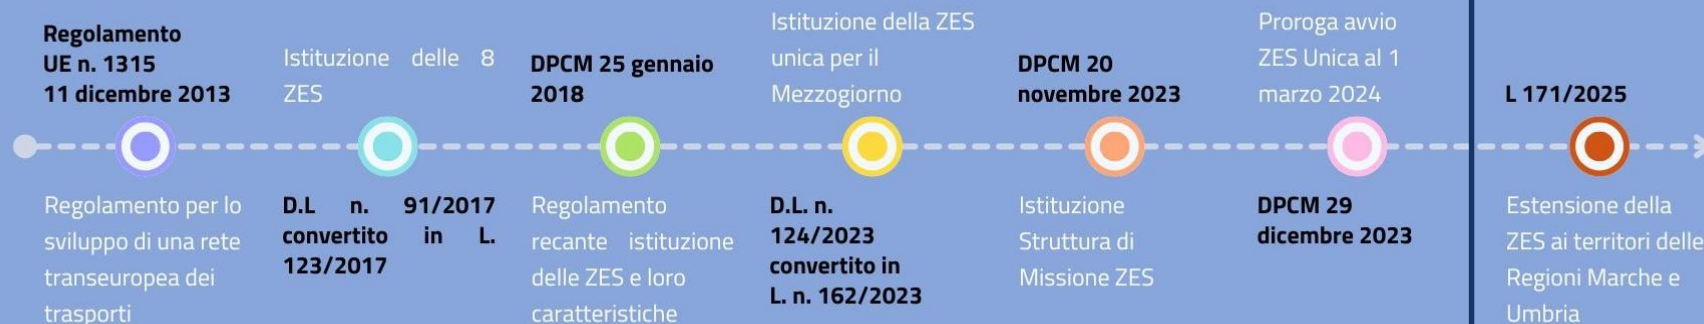 Regolamento
UE n. 1315
11 dicembre 2013
Regolamento per lo
sviluppo di una rete
transeuropea dei
trasporti
Istituzione delle 8
ZES
D.L n. 91/2017
convertito in L.
123/2017
DPCM 25 gennaio
2018
Regolamento
recante istituzione
delle ZES e loro
caratteristiche
Istituzione della ZES
unica per il
Mezzogiorno
D.L. n.
124/2023
convertito in
L. n. 162/2023
DPCM 20
novembre 2023
Istituzione
Struttura di
Missione ZES
Proroga avvio
ZES Unica al 1
marzo 2024
DPCM 29
dicembre 2023
L 171/2025
Estensione della
ZES ai territori delle
Regioni Marche e
Umbria